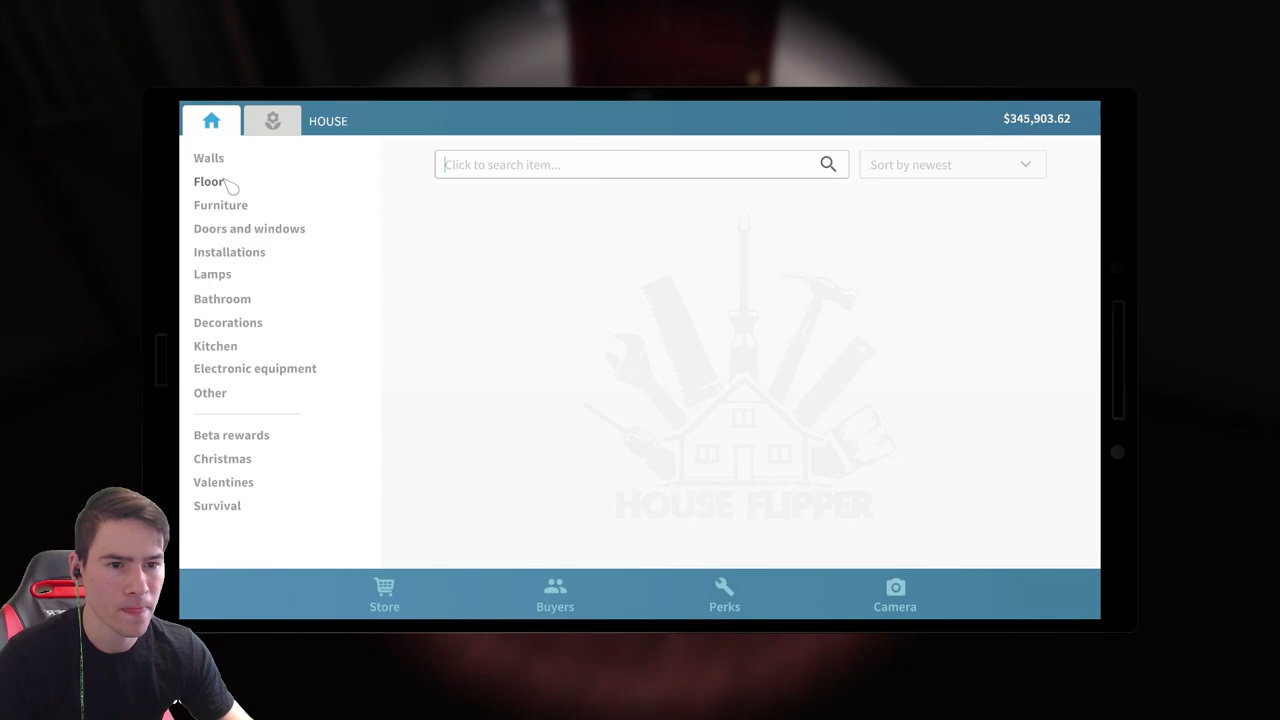 HOUSE
$345,903.62
Click to search item...
Sort by newest
Walls
Floor
Furniture
Doors and windows
Installations
Lamps
Bathroom
Decorations
Kitchen
Electronic equipment
Other
Beta rewards
Christmas
Valentines
Survival
HOUSE FLIPPER
Store
Buyers
Perks
Camera